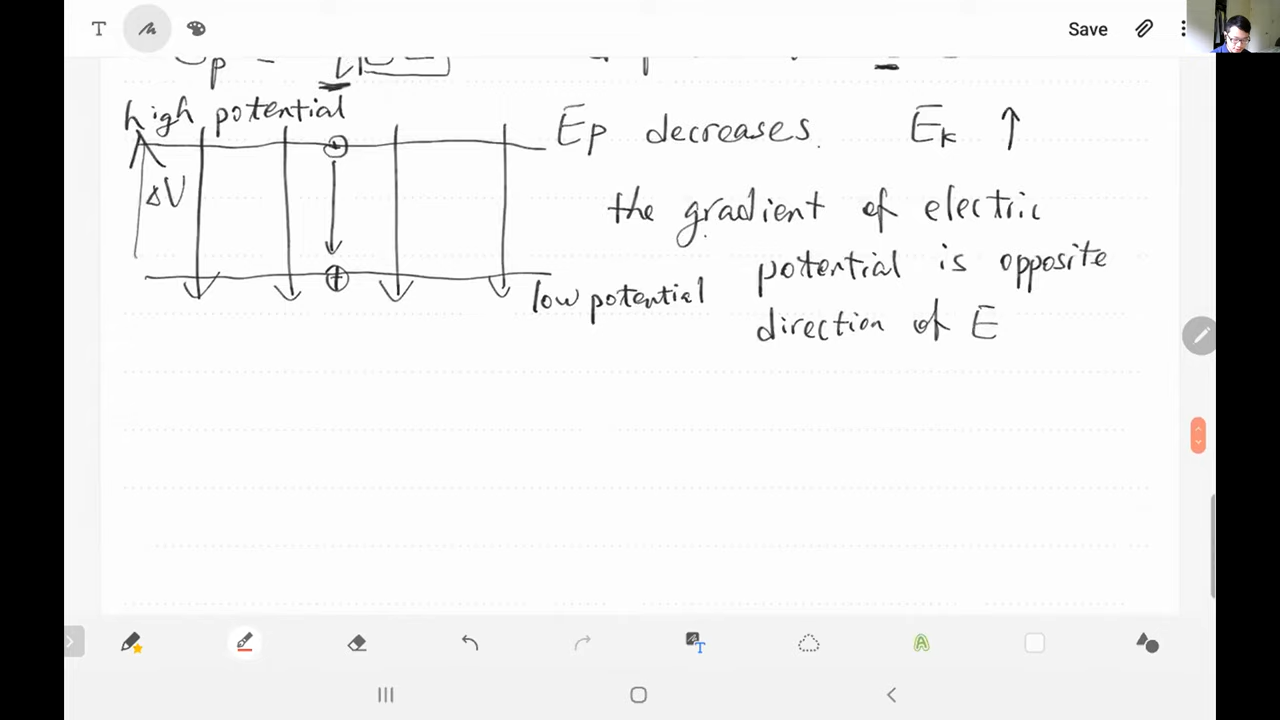 T
Save
high potential
Ep decreases. Ek ↑
ΔV
the gradient of electric
potential is opposite
low potential
direction of E